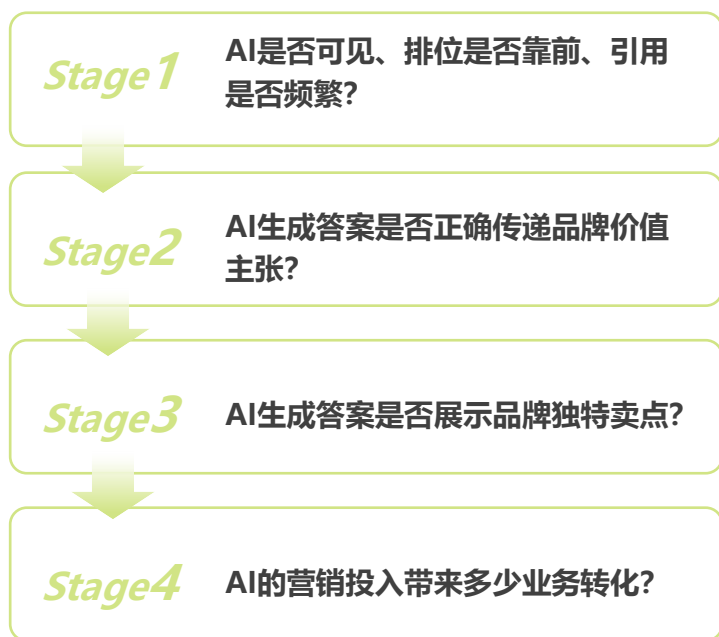 Stage1
AI是否可见、排位是否靠前、引用
是否频繁？
Stage2
AI生成答案是否正确传递品牌价值
主张？
Stage3
AI生成答案是否展示品牌独特卖点？
Stage4
AI的营销投入带来多少业务转化？